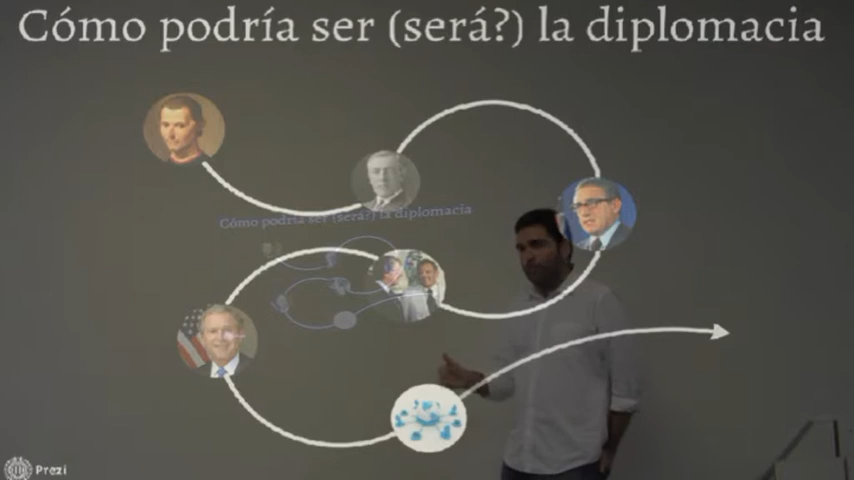 Cómo podría ser (será?) la diplomacia
Cómo podría ser (será?) la diplomacia
Prezi